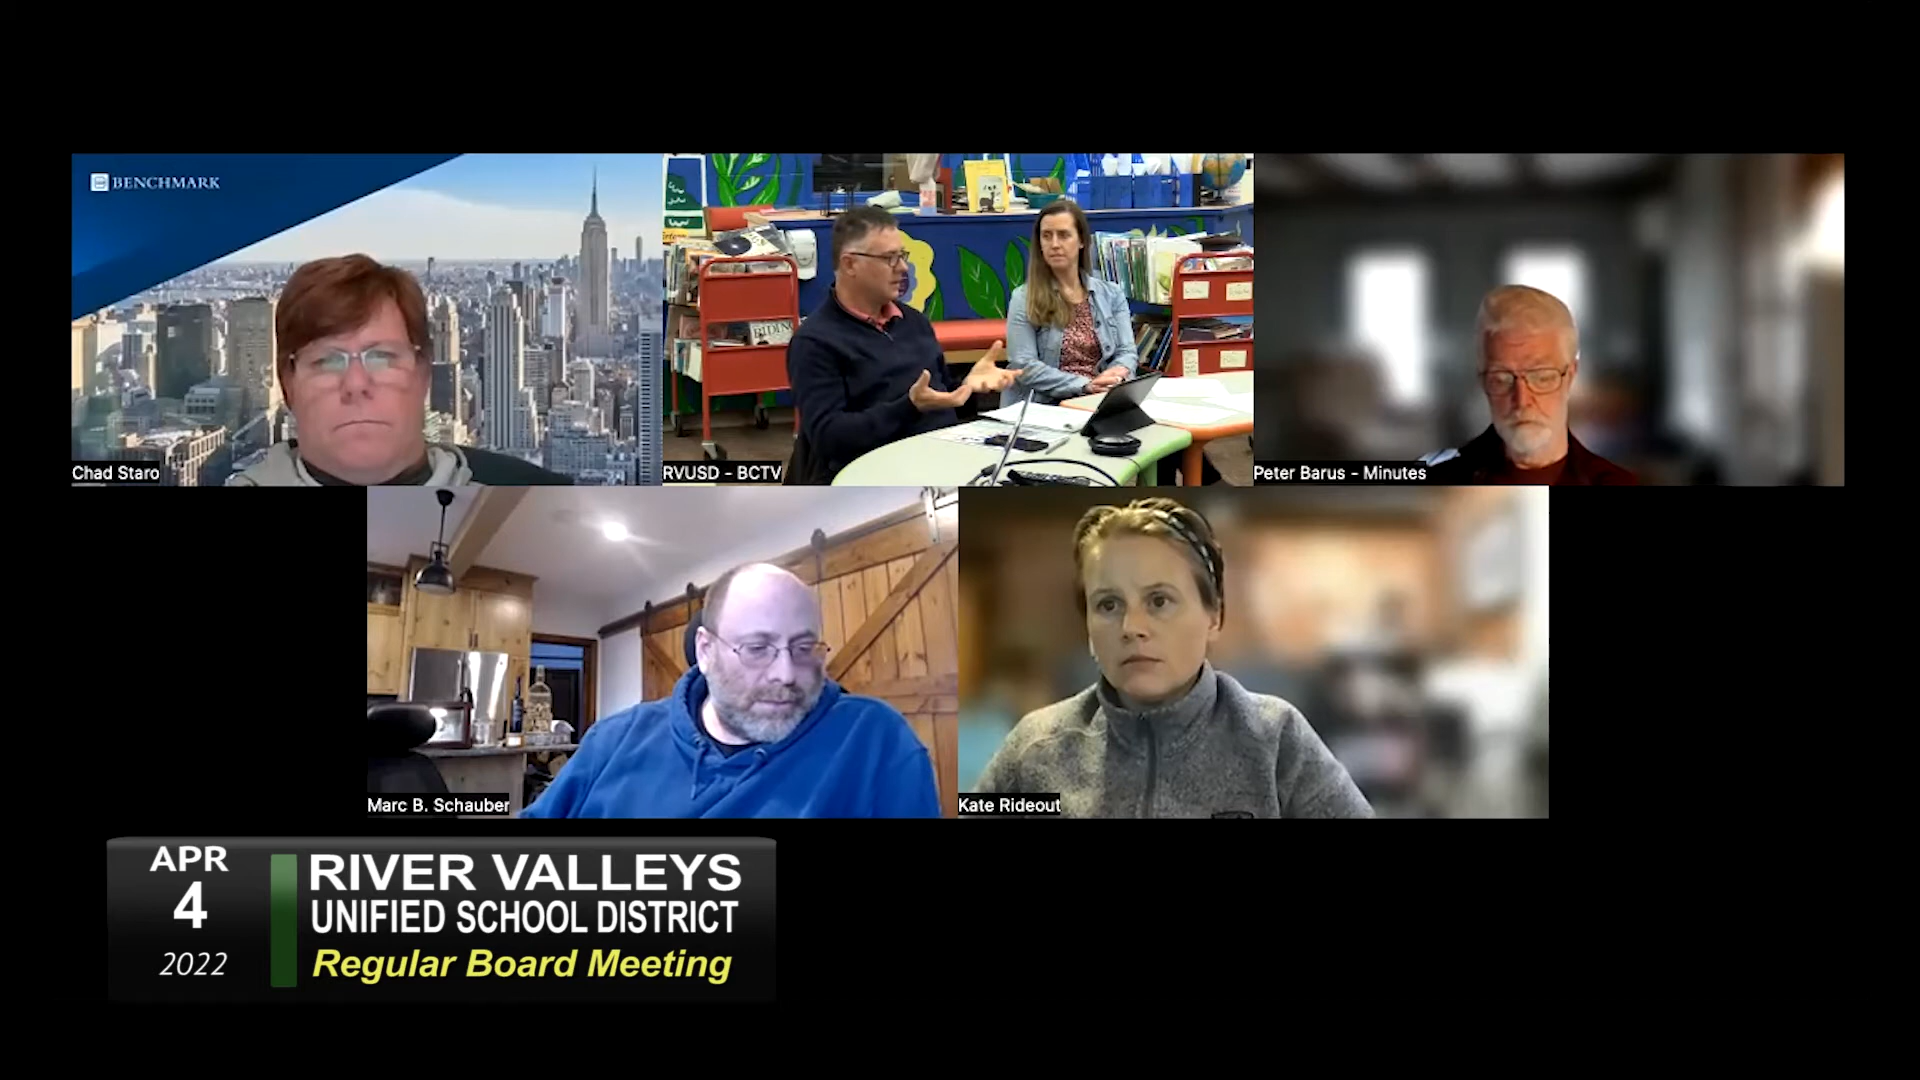 BENCHMARK
RIDING
Chad Staro
RVUSD - BCTV
Peter Barus - Minutes
Marc B. Schauber
Kate Rideout
APR
4
2022
RIVER VALLEYS
UNIFIED SCHOOL DISTRICT
Regular Board Meeting